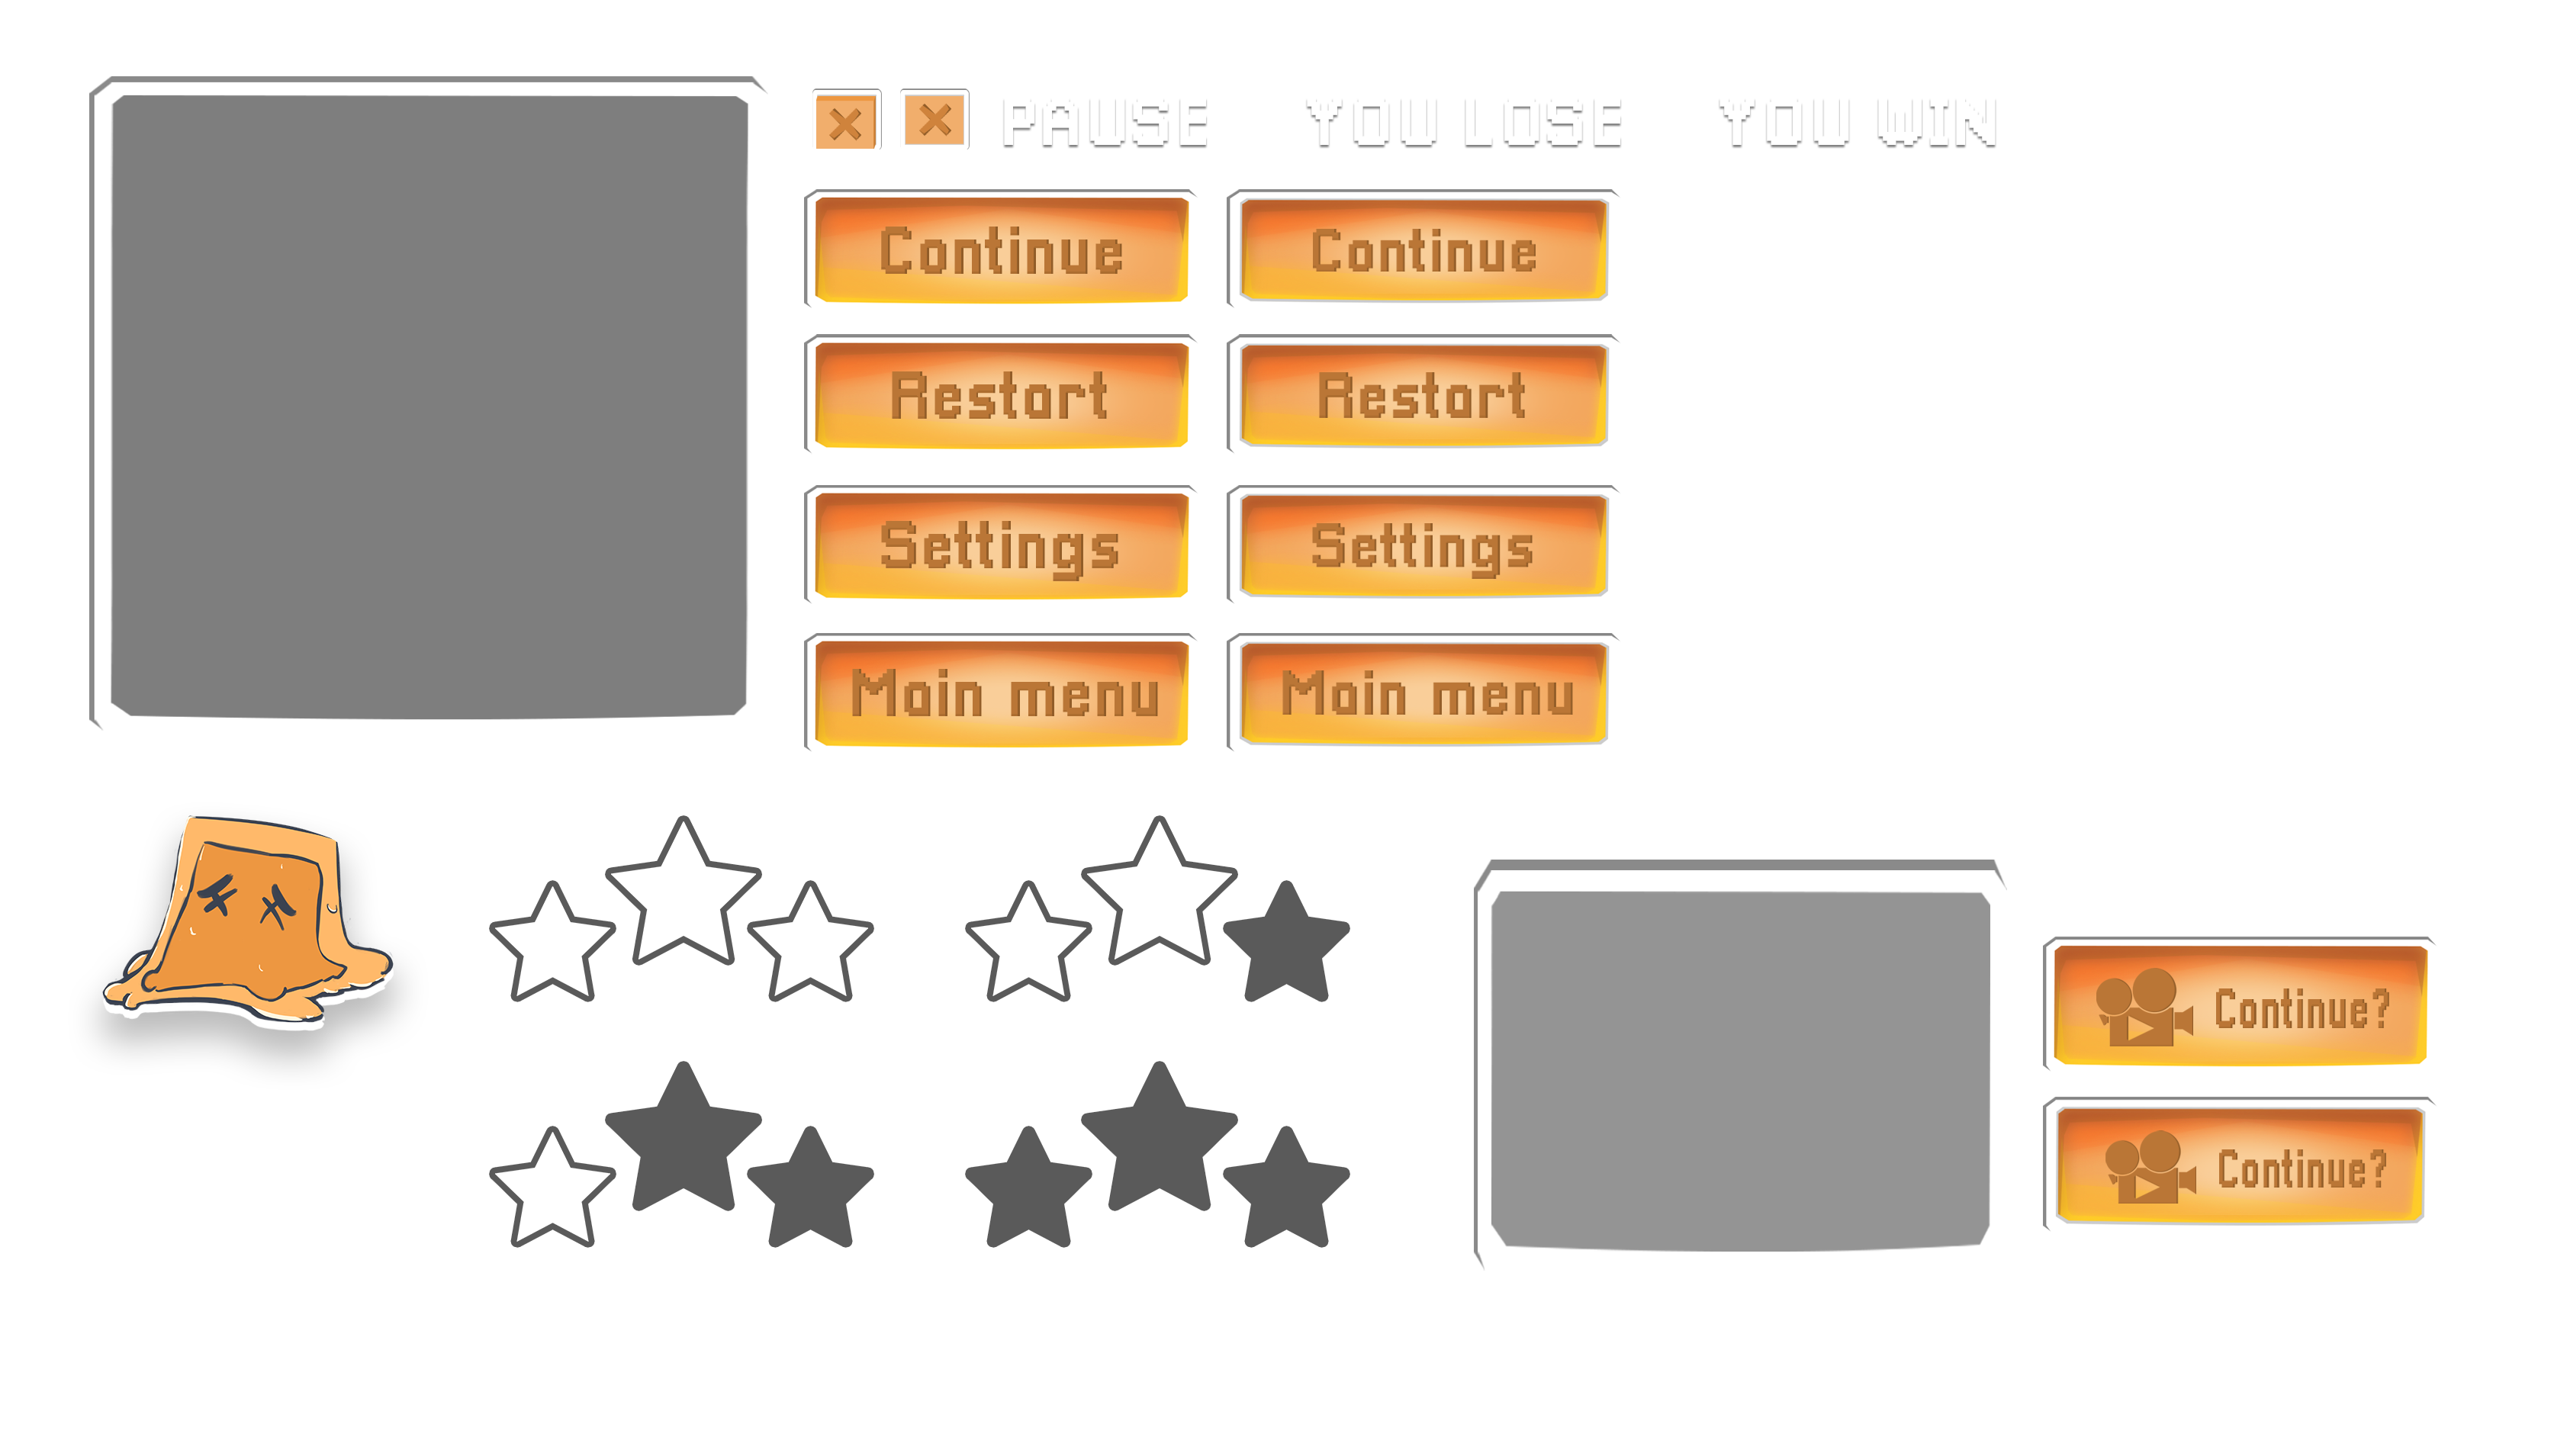 PAUSE
YOU LOSE
YOU WIN
Continue
Continue
Restart
Restart
Settings
Settings
Main menu
Main menu
Continue?
Continue?